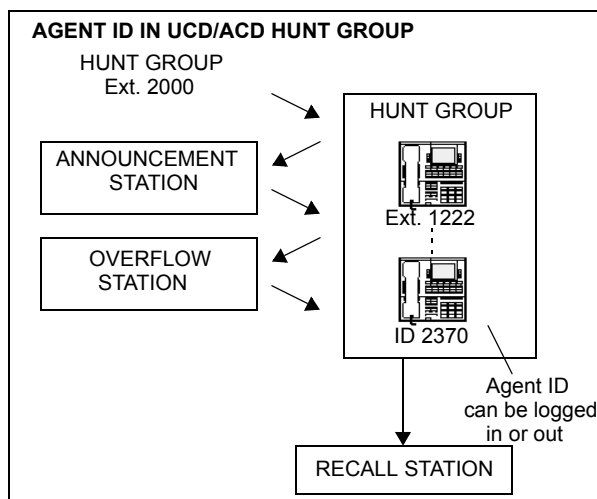 AGENT ID IN UCD/ACD HUNT GROUP
HUNT GROUP
Ext. 2000
HUNT GROUP
ANNOUNCEMENT
STATION
Ext. 1222
OVERFLOW
STATION
ID 2370
Agent ID
can be logged
in or out
RECALL STATION